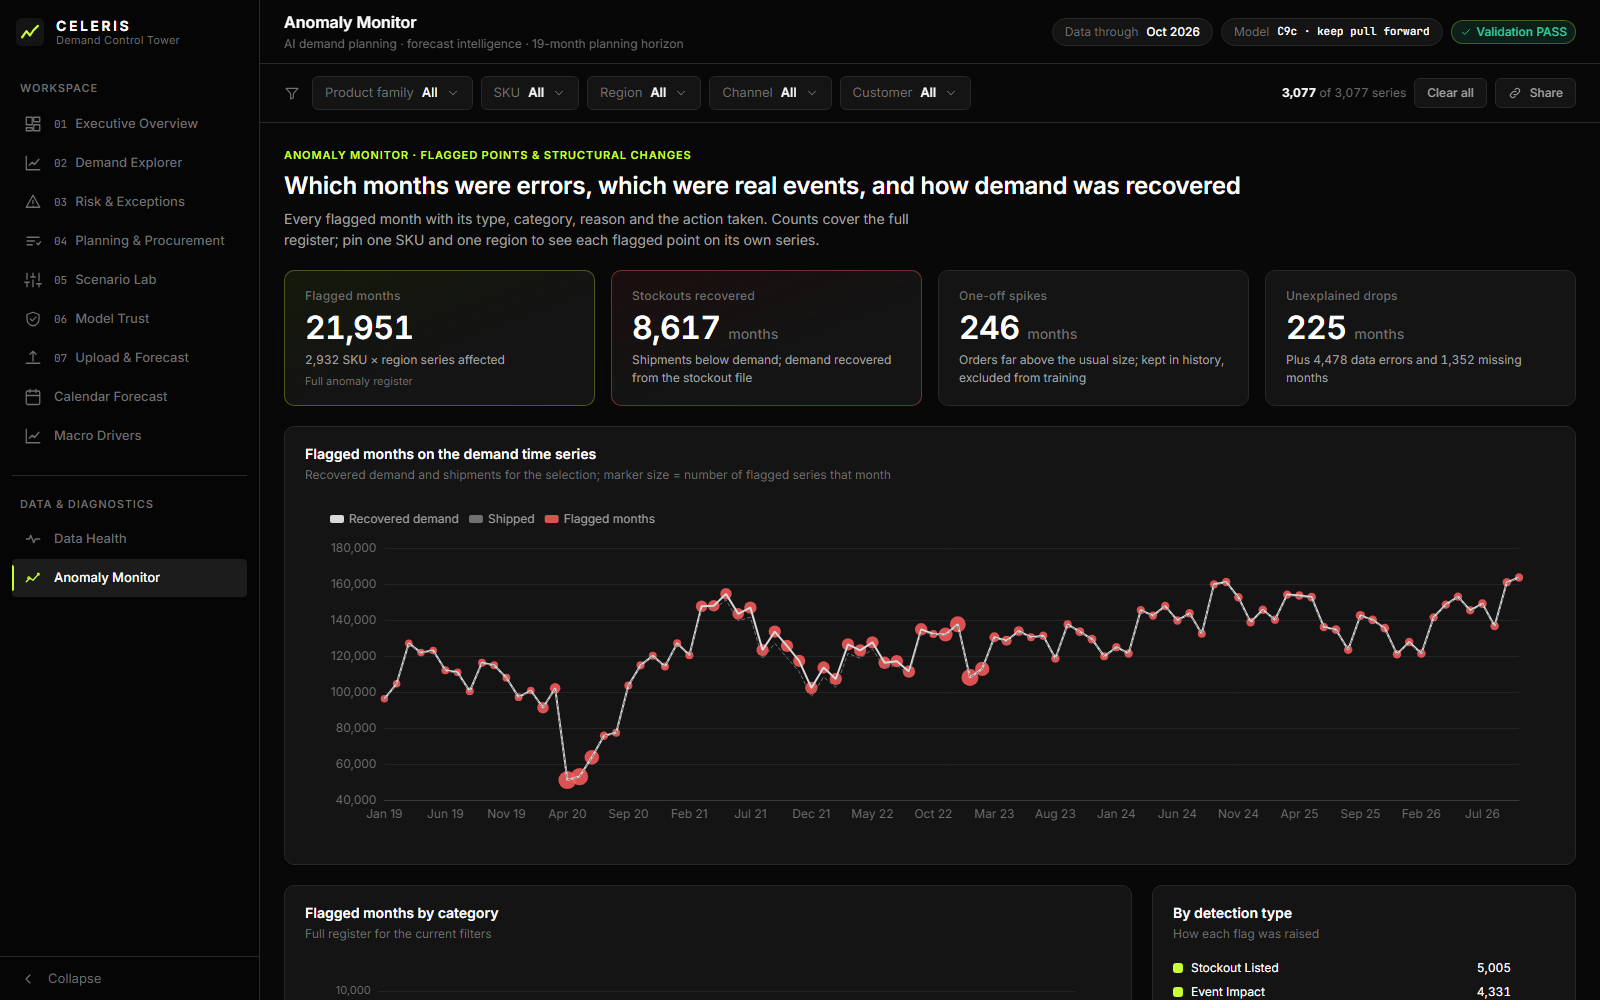 CELERIS
Demand Control Tower
WORKSPACE
01 Executive Overview
02 Demand Explorer
03 Risk & Exceptions
04 Planning & Procurement
05 Scenario Lab
06 Model Trust
07 Upload & Forecast
Calendar Forecast
Macro Drivers
DATA & DIAGNOSTICS
Data Health
Anomaly Monitor
Collapse
Anomaly Monitor
AI demand planning · forecast intelligence · 19-month planning horizon
Data through Oct 2026
Model C9c · keep pull forward
Validation PASS
Product family All
SKU All
Region All
Channel All
Customer All
3,077 of 3,077 series
Clear all
Share
ANOMALY MONITOR · FLAGGED POINTS & STRUCTURAL CHANGES
Which months were errors, which were real events, and how demand was recovered
Every flagged month with its type, category, reason and the action taken. Counts cover the full
register; pin one SKU and one region to see each flagged point on its own series.
Flagged months
21,951
2,932 SKU × region series affected
Full anomaly register
Stockouts recovered
8,617 months
Shipments below demand; demand recovered
from the stockout file
One-off spikes
246 months
Orders far above the usual size; kept in history,
excluded from training
Unexplained drops
225 months
Plus 4,478 data errors and 1,352 missing
months
Flagged months on the demand time series
Recovered demand and shipments for the selection; marker size = number of flagged series that month
Recovered demand Shipped Flagged months
180,000
160,000
140,000
120,000
100,000
80,000
60,000
40,000
Jan 19 Jun 19 Nov 19 Apr 20 Sep 20 Feb 21 Jul 21 Dec 21 May 22 Oct 22 Mar 23 Aug 23 Jan 24 Jun 24 Nov 24 Apr 25 Sep 25 Feb 26 Jul 26
Flagged months by category
Full register for the current filters
10,000
By detection type
How each flag was raised
Stockout Listed 5,005
Event Impact 4,331